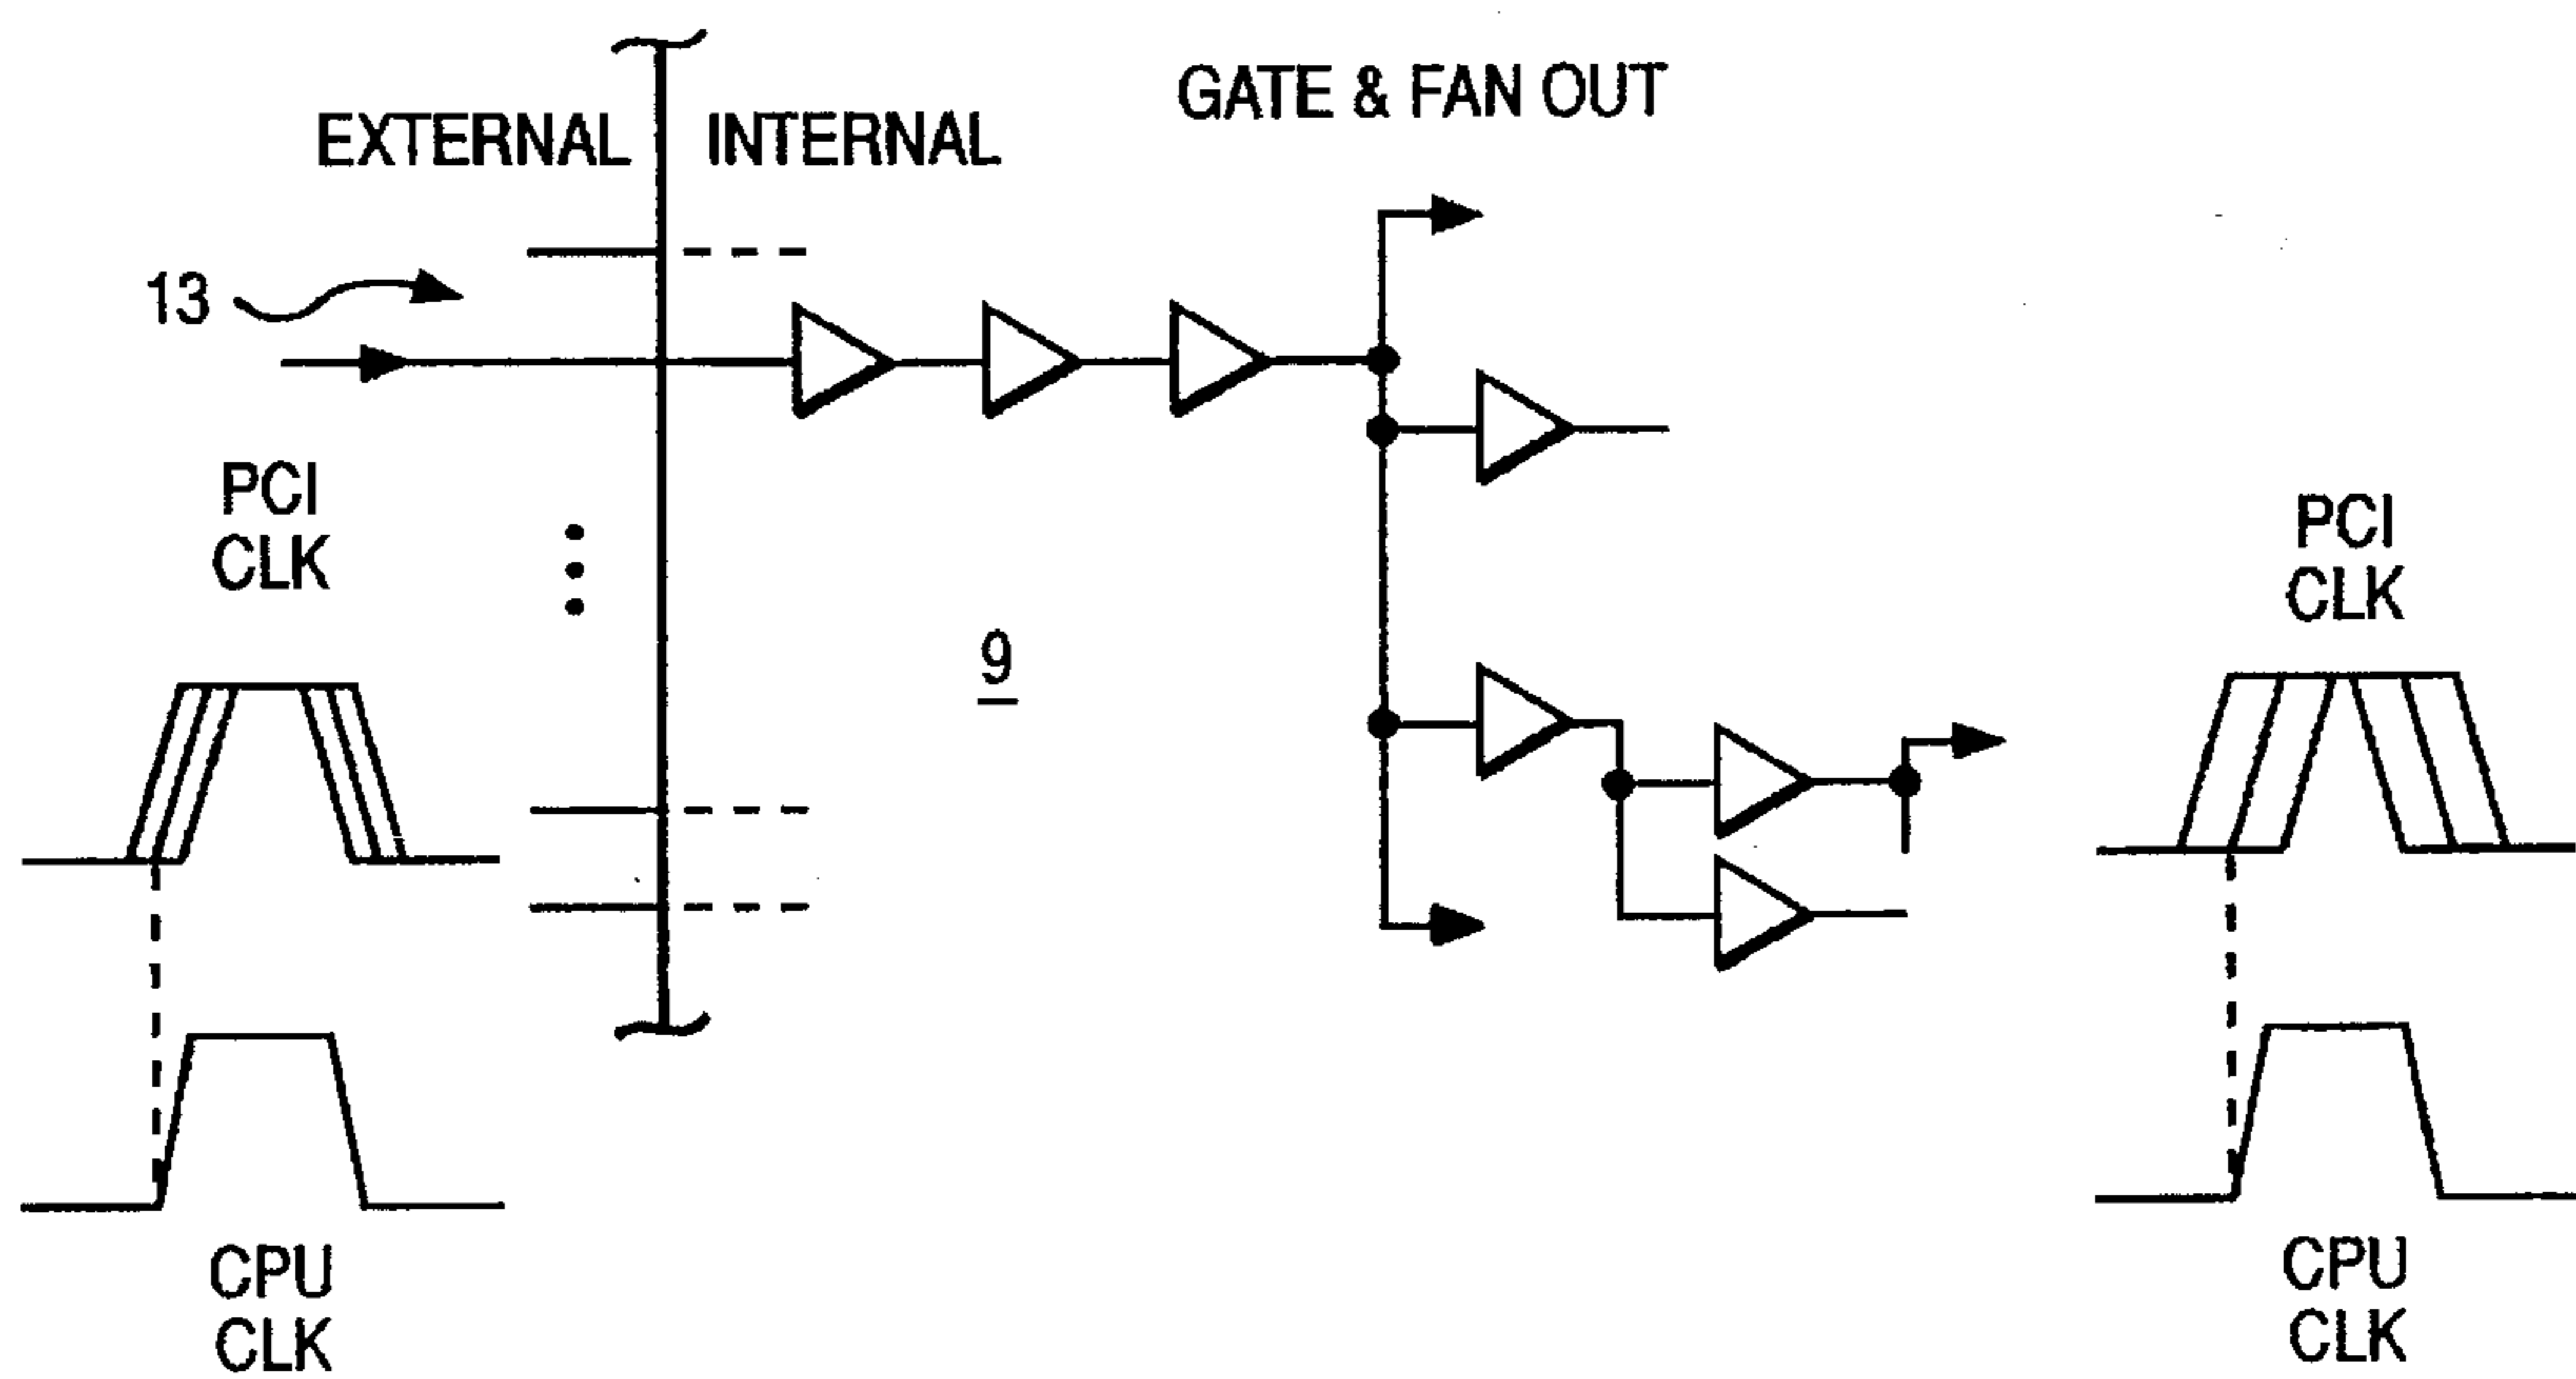 GATE & FAN OUT
EXTERNAL
INTERNAL
13
PCI
CLK
9
PCI
CLK
CPU
CLK
CPU
CLK